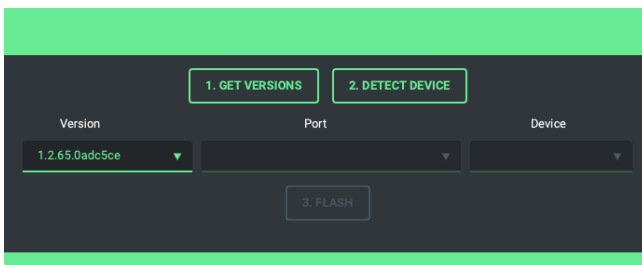 1. GET VERSIONS 2. DETECT DEVICE
Version Port Device
1.2.65.0adc5ce
3. FLASH